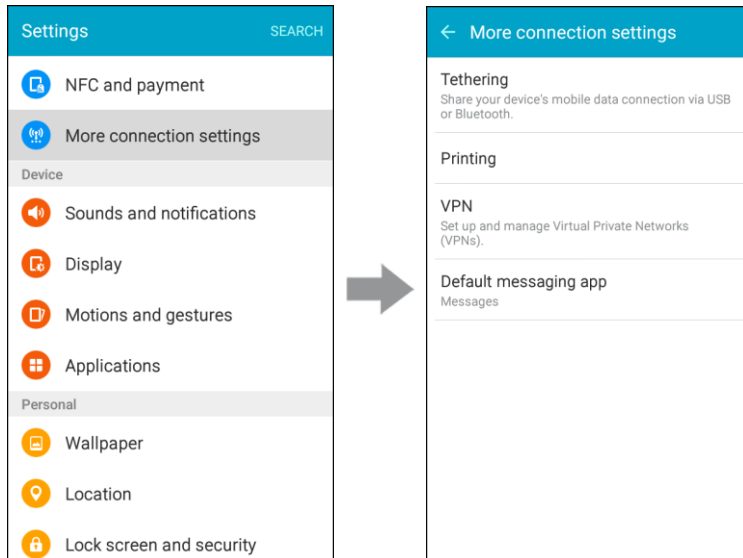 Settings
SEARCH
NFC and payment
More connection settings
Device
Sounds and notifications
Display
Motions and gestures
Applications
Personal
Wallpaper
Location
Lock screen and security
More connection settings
Tethering
Share your device's mobile data connection via USB
or Bluetooth.
Printing
VPN
Set up and manage Virtual Private Networks
(VPNs).
Default messaging app
Messages